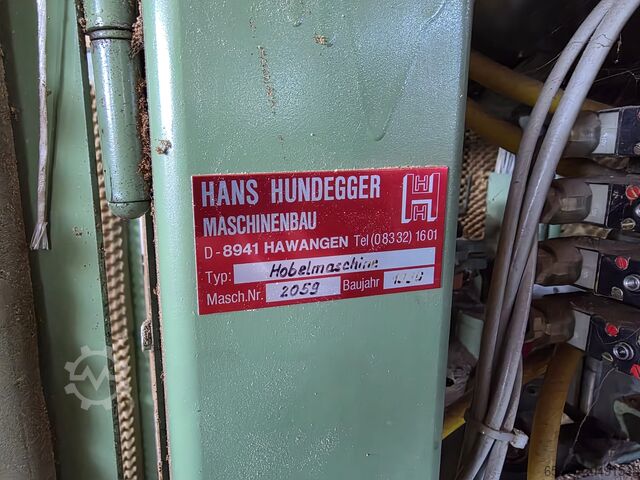 HANS HUNDEGGER
MASCHINENBAU
D-8941 HAWANGEN Tel (08332) 1601
Typ: Hobelmaschine
Masch.Nr. 2059 Baujahr